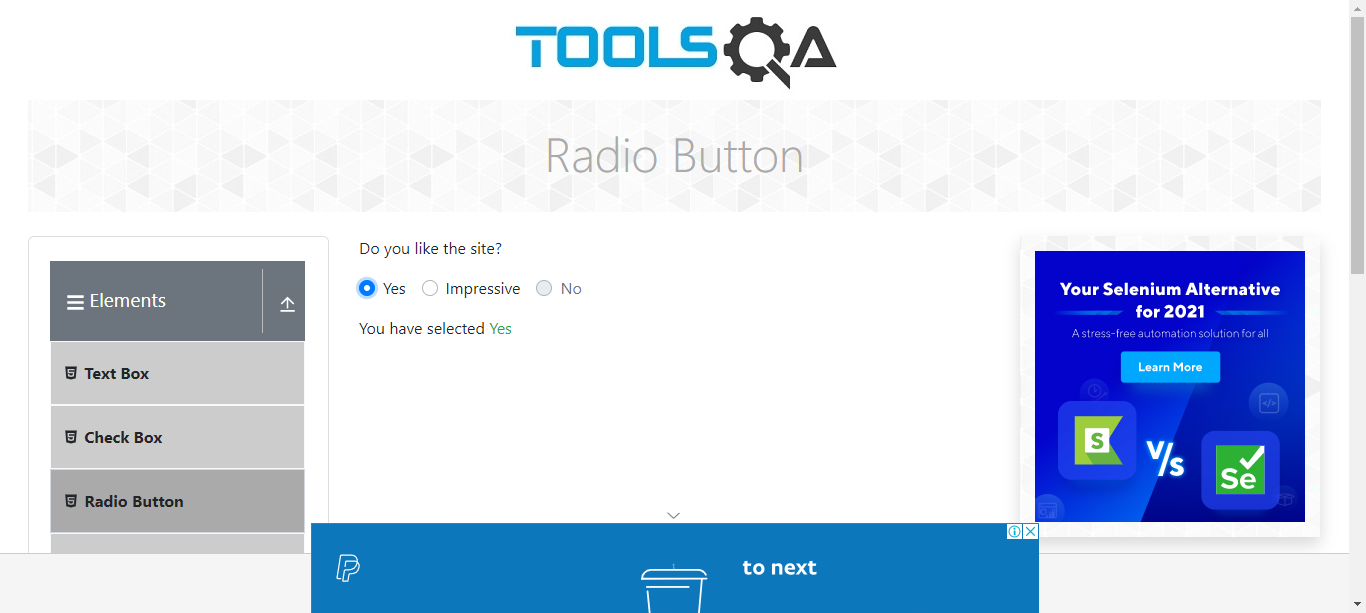 TOOLSQA
Radio Button
Elements
Text Box
Check Box
Radio Button
Do you like the site?
Yes Impressive No
You have selected Yes
Your Selenium Alternative
for 2021
A stress-free automation solution for all
Learn More
S
V/s
Se
to next